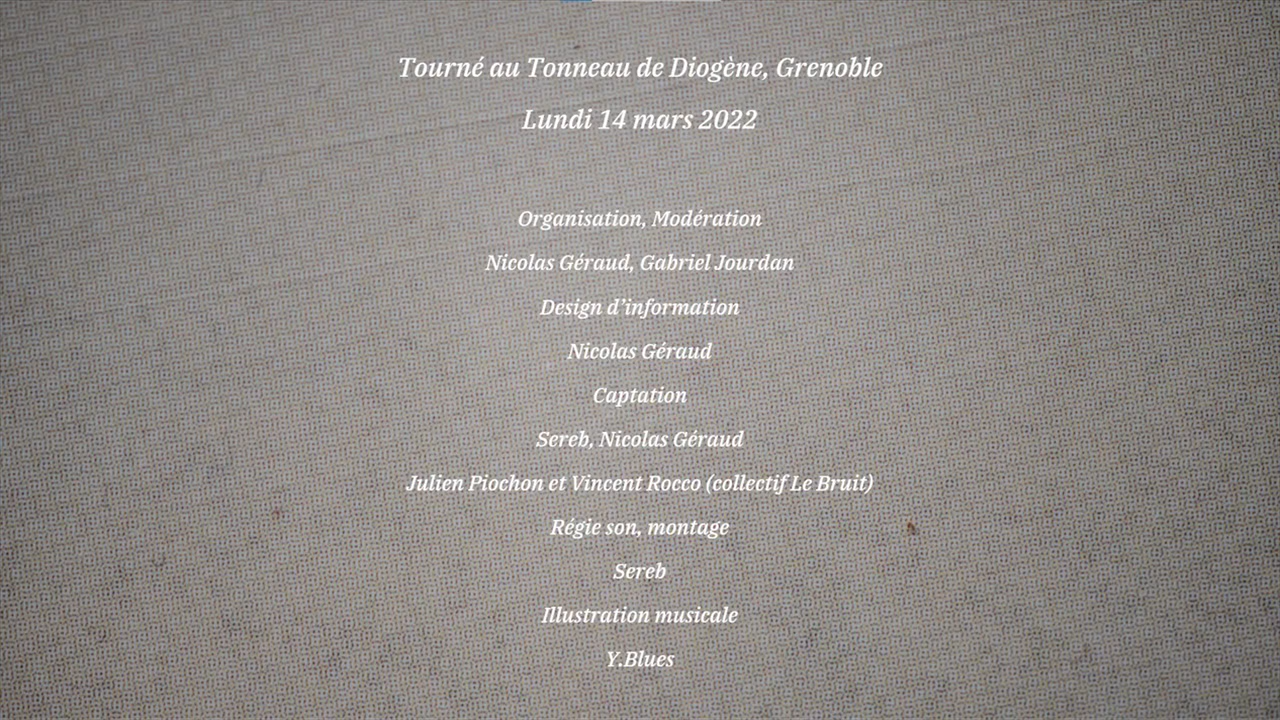 Tourné au Tonneau de Diogène, Grenoble
Lundi 14 mars 2022
Organisation, Modération
Nicolas Géraud, Gabriel Jourdan
Design d’information
Nicolas Géraud
Captation
Sereb, Nicolas Géraud
Julien Piochon et Vincent Rocco (collectif Le Bruit)
Régie son, montage
Sereb
Illustration musicale
Y.Blues